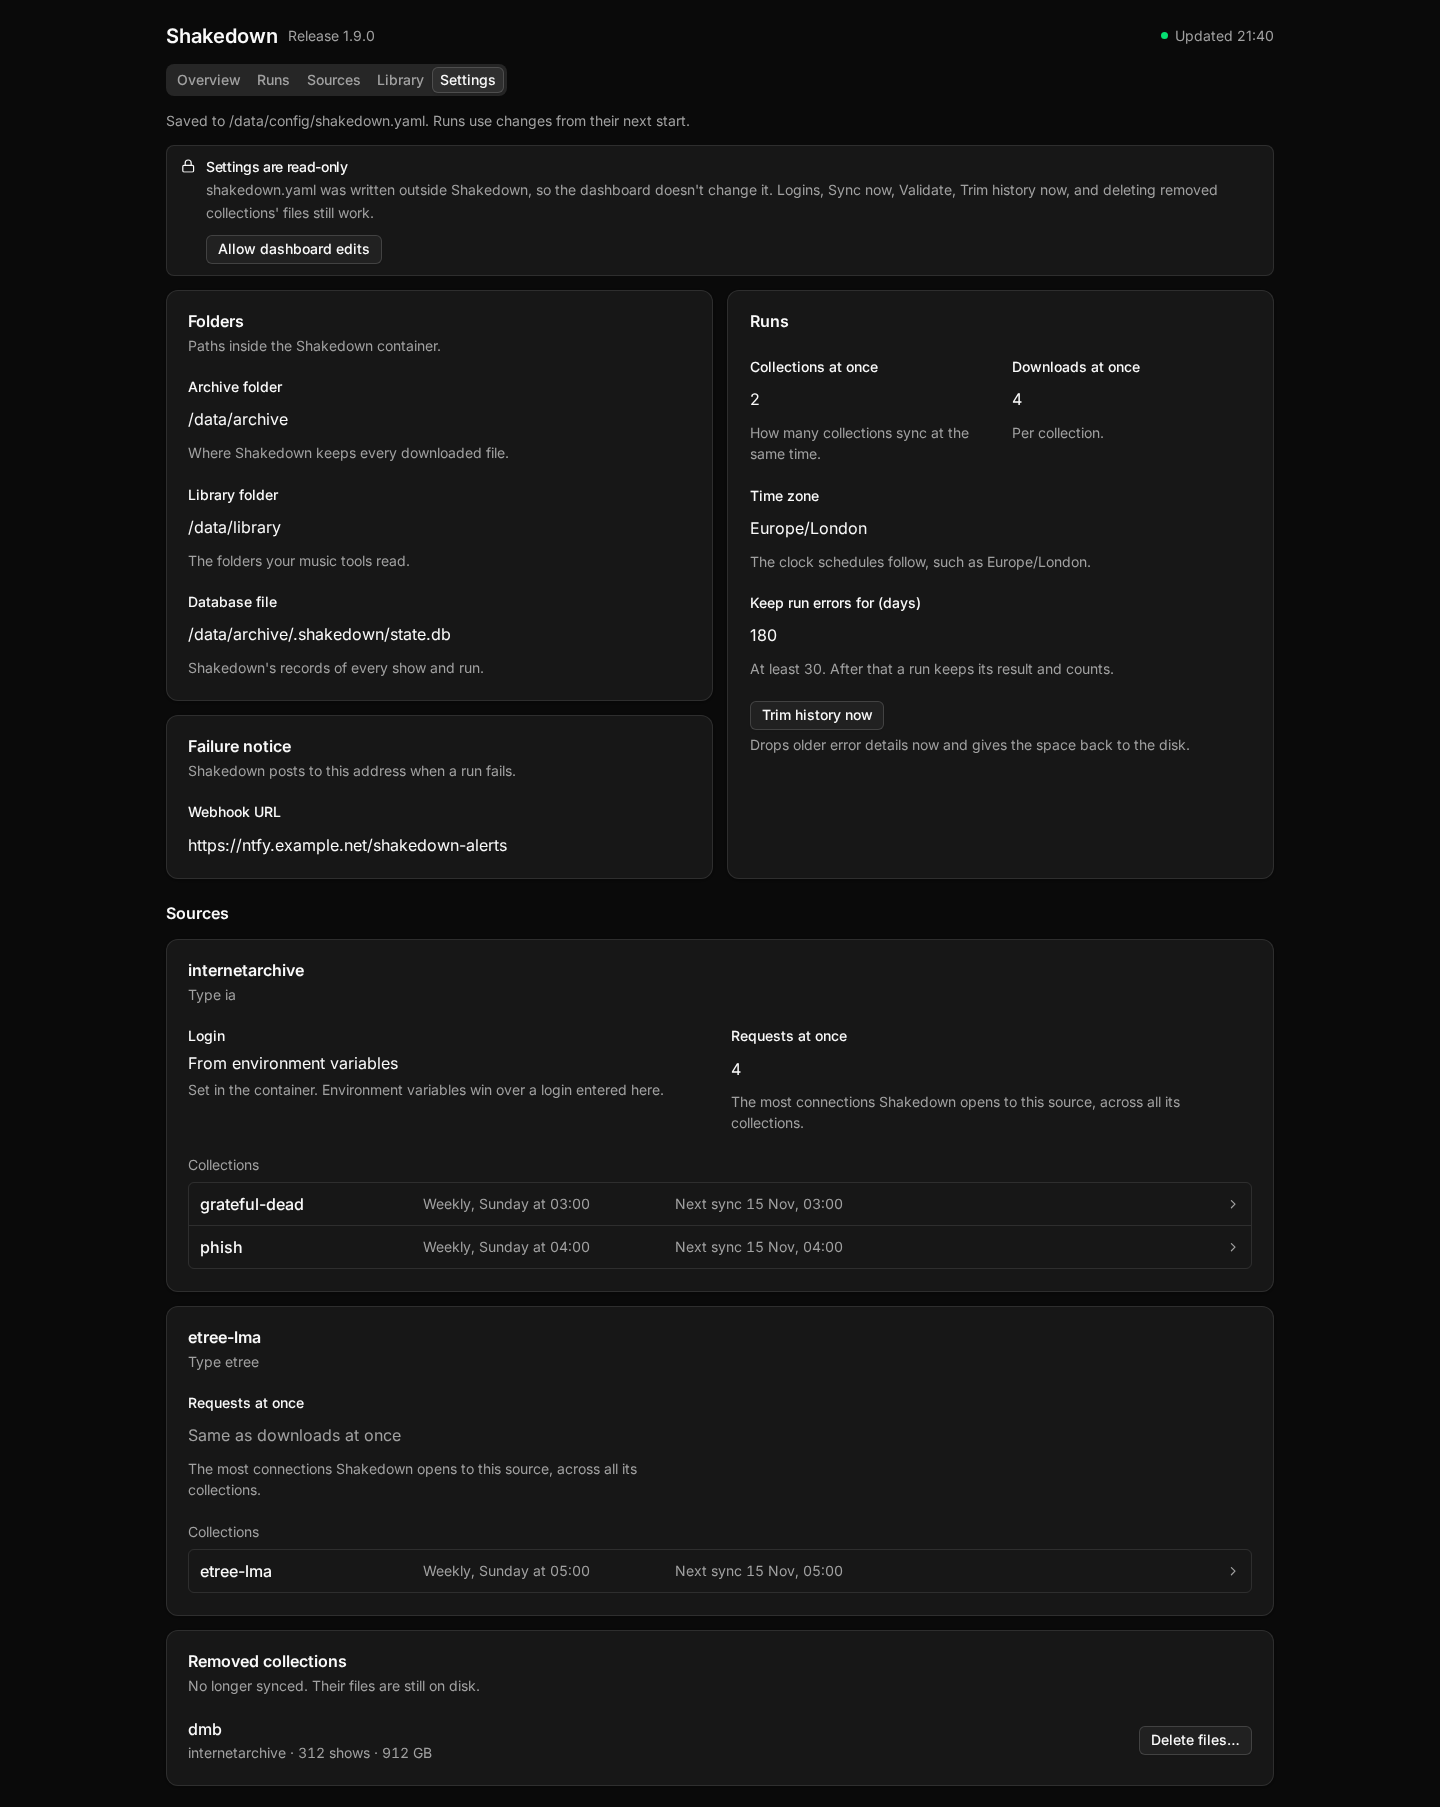 Shakedown Release 1.9.0
Updated 21:40
Overview Runs Sources Library Settings
Saved to /data/config/shakedown.yaml. Runs use changes from their next start.
Settings are read-only
shakedown.yaml was written outside Shakedown, so the dashboard doesn't change it. Logins, Sync now, Validate, Trim history now, and deleting removed
collections' files still work.
Allow dashboard edits
Folders
Paths inside the Shakedown container.
Archive folder
/data/archive
Where Shakedown keeps every downloaded file.
Library folder
/data/library
The folders your music tools read.
Database file
/data/archive/.shakedown/state.db
Shakedown's records of every show and run.
Failure notice
Shakedown posts to this address when a run fails.
Webhook URL
https://ntfy.example.net/shakedown-alerts
Runs
Collections at once
2
How many collections sync at the
same time.
Downloads at once
4
Per collection.
Time zone
Europe/London
The clock schedules follow, such as Europe/London.
Keep run errors for (days)
180
At least 30. After that a run keeps its result and counts.
Trim history now
Drops older error details now and gives the space back to the disk.
Sources
internetarchive
Type ia
Login
From environment variables
Set in the container. Environment variables win over a login entered here.
Requests at once
4
The most connections Shakedown opens to this source, across all its
collections.
Collections
grateful-dead Weekly, Sunday at 03:00 Next sync 15 Nov, 03:00
phish Weekly, Sunday at 04:00 Next sync 15 Nov, 04:00
etree-lma
Type etree
Requests at once
Same as downloads at once
The most connections Shakedown opens to this source, across all its
collections.
Collections
etree-lma Weekly, Sunday at 05:00 Next sync 15 Nov, 05:00
Removed collections
No longer synced. Their files are still on disk.
dmb
internetarchive · 312 shows · 912 GB
Delete files…